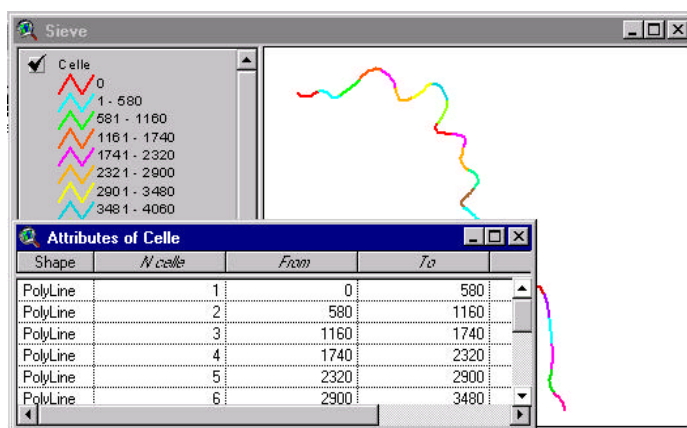 Sieve
Celle
0
1 - 580
581 - 1160
1161 - 1740
1741 - 2320
2321 - 2900
2901 - 3480
3481 - 4060
Attributes of Celle
Shape N celle From To
PolyLine 1 0 580
PolyLine 2 580 1160
PolyLine 3 1160 1740
PolyLine 4 1740 2320
PolyLine 5 2320 2900
PolyLine 6 2900 3480